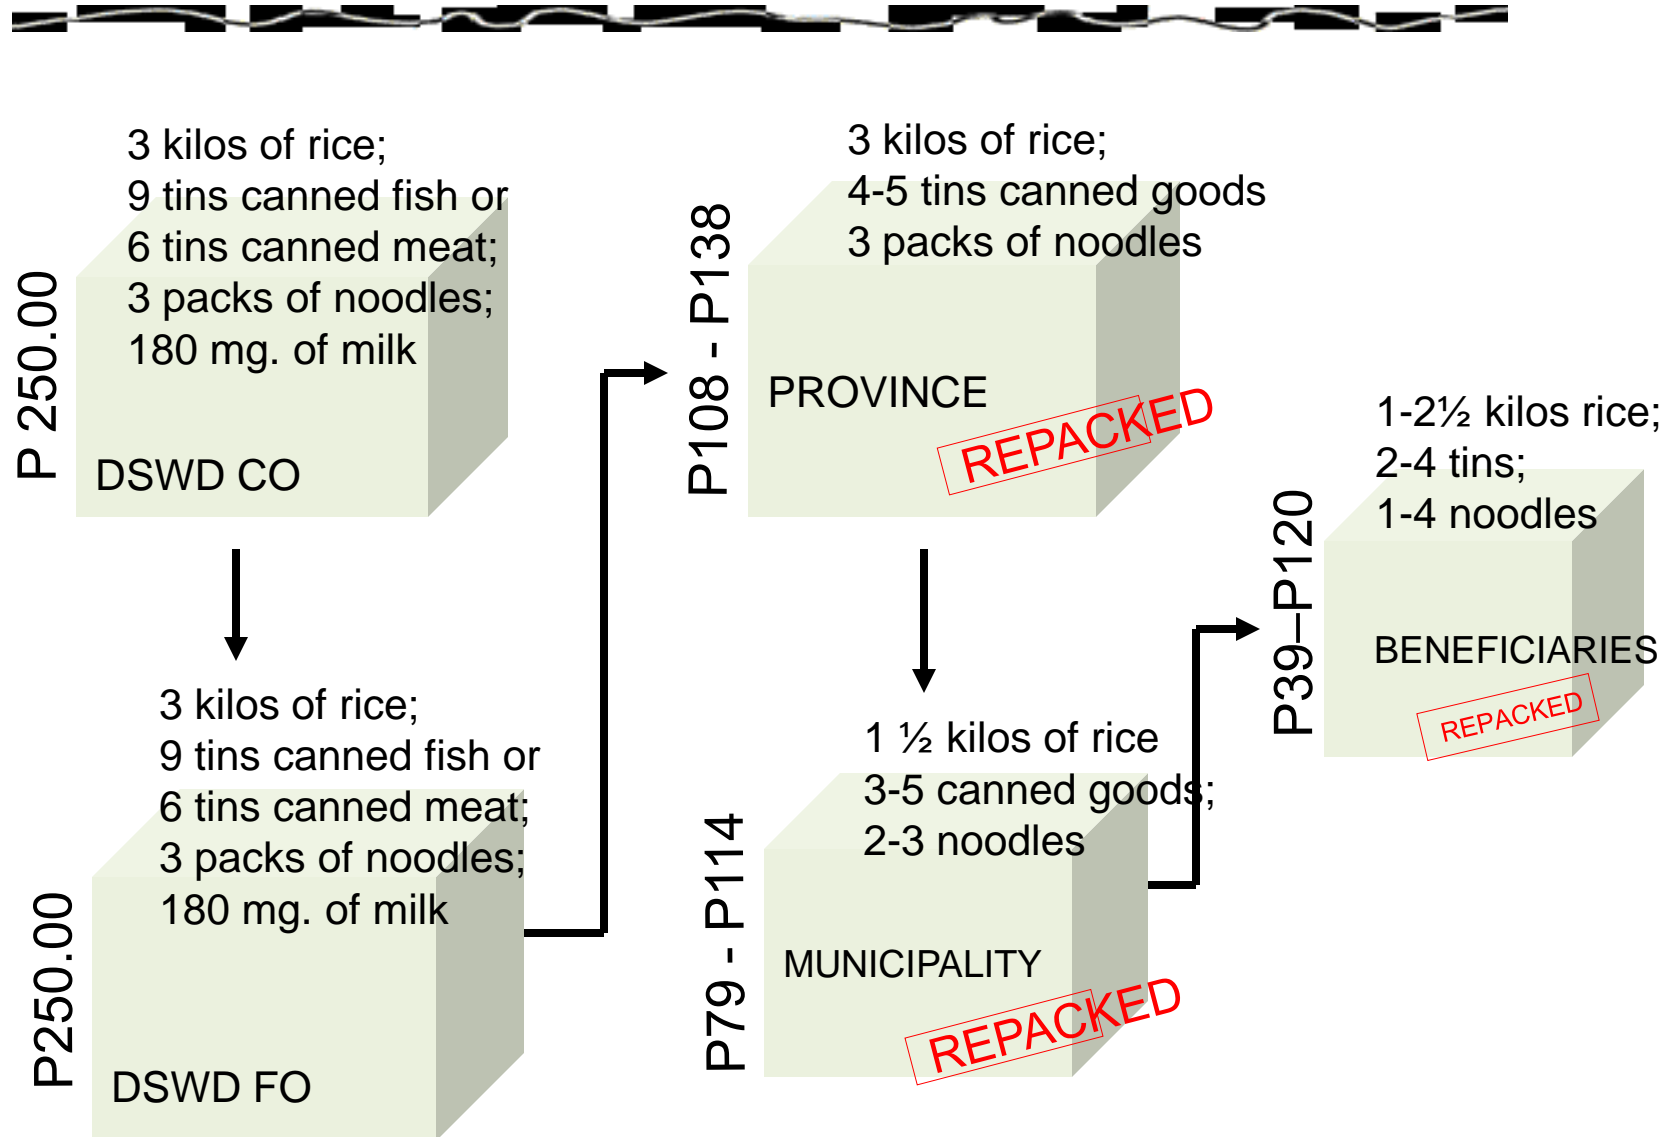 P 250.00
3 kilos of rice;
9 tins canned fish or
6 tins canned meat;
3 packs of noodles;
180 mg. of milk
DSWD CO
P250.00
3 kilos of rice;
9 tins canned fish or
6 tins canned meat;
3 packs of noodles;
180 mg. of milk
DSWD FO
P108 - P138
3 kilos of rice;
4-5 tins canned goods
3 packs of noodles
PROVINCE
REPACKED
P79 - P114
1 ½ kilos of rice
3-5 canned goods;
2-3 noodles
MUNICIPALITY
REPACKED
P39–P120
1-2½ kilos rice;
2-4 tins;
1-4 noodles
BENEFICIARIES
REPACKED